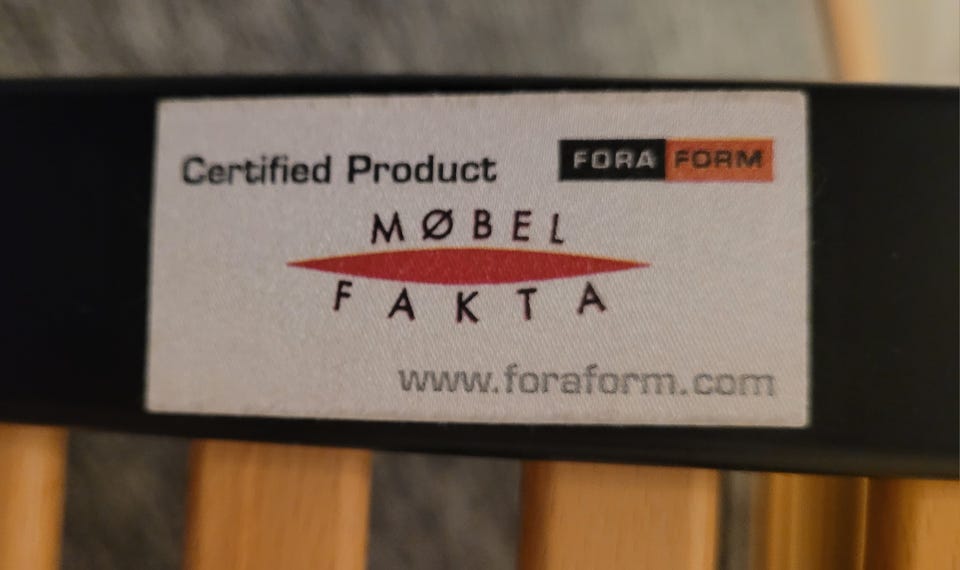 Certified Product
FORA FORM
MØBEL
FAKTA
www.foraform.com